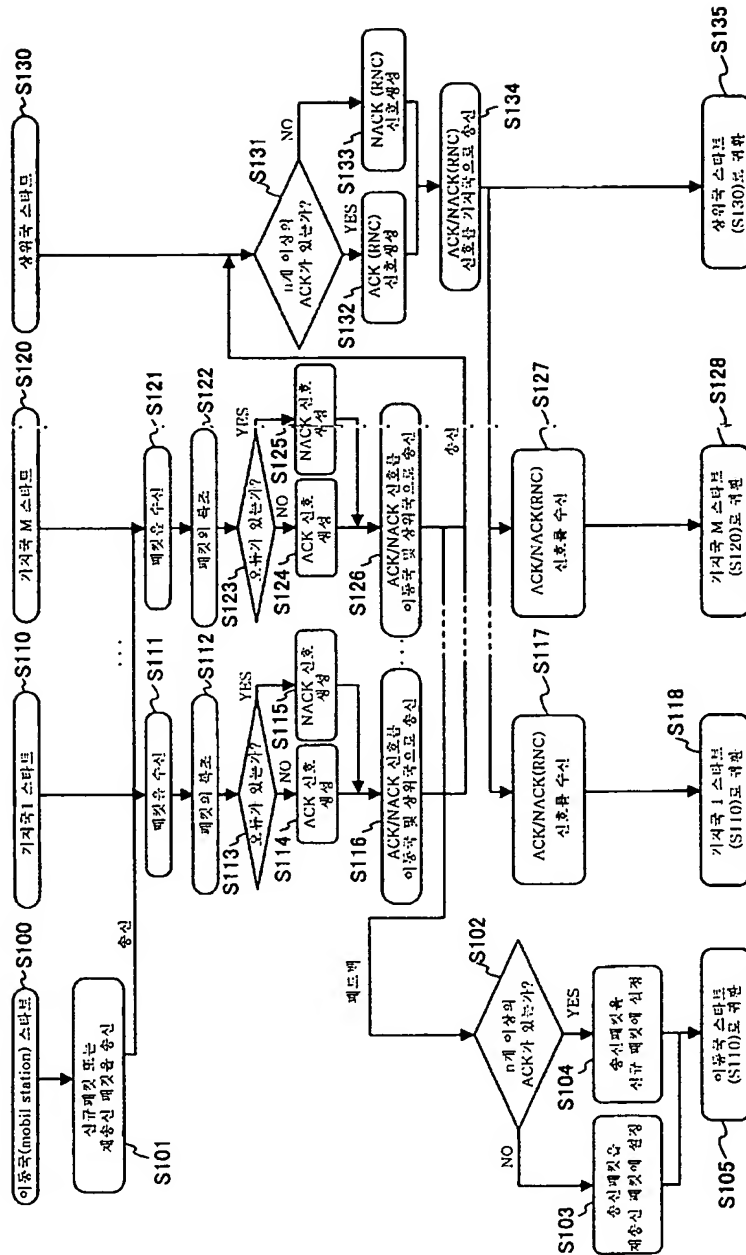 이동국(mobil station) 스타트
S100
신규패킷 또는
재송신 패킷을 송신
S101
송신
기지국1 스타트
S110
패킷을 수신
S111
패킷의 복조
S112
오류가 있는가?
S113
YES
NO
ACK 신호
생성
S114
NACK 신호
생성
S115
ACK/NACK 신호를
이동국 및 상위국으로 송신
S116
...
기지국 M 스타트
S120
패킷을 수신
S121
패킷의 복조
S122
오류가 있는가?
S123
YES
NO
ACK 신호
생성
S124
NACK 신호
생성
S125
ACK/NACK 신호를
이동국 및 상위국으로 송신
S126
...
송신
상위국 스타트
S130
n개 이상의
ACK가 있는가?
S131
NO
YES
ACK (RNC)
신호생성
S132
NACK (RNC)
신호생성
S133
ACK/NACK(RNC)
신호를 기지국으로 송신
S134
상위국 스타트
(S130)로 귀환
S135
피드백
n개 이상의
ACK가 있는가?
S102
NO
YES
송신패킷을
재송신 패킷에 설정
S103
송신패킷을
신규 패킷에 설정
S104
이동국 스타트
(S110)로 귀환
S105
ACK/NACK(RNC)
신호를 수신
S117
기지국 1 스타트
(S110)로 귀환
S118
ACK/NACK(RNC)
신호를 수신
S127
기지국 M 스타트
(S120)로 귀환
S128